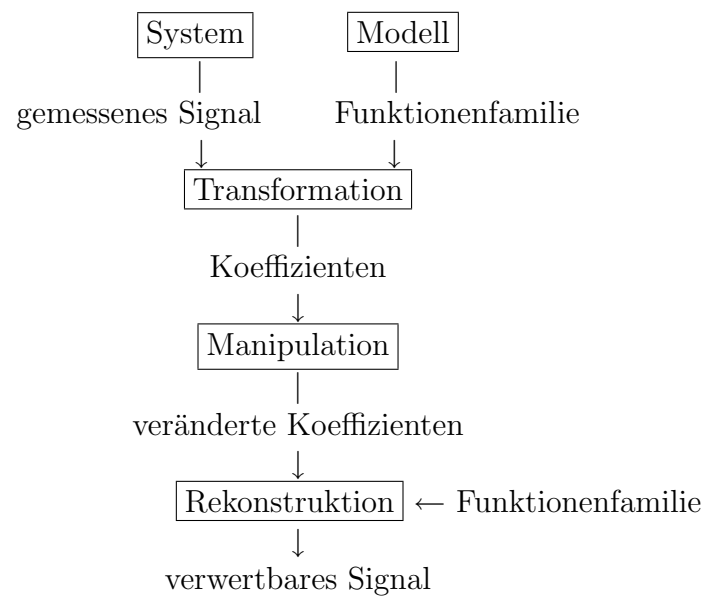 System Modell
gemessenes Signal Funktionenfamilie
Transformation
Koeffizienten
Manipulation
veränderte Koeffizienten
Rekonstruktion ← Funktionenfamilie
verwertbares Signal